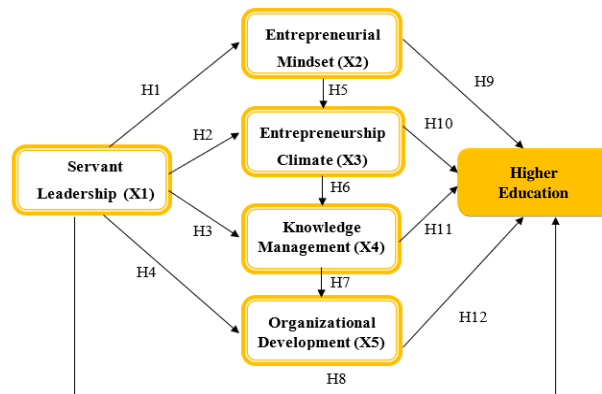 Entrepreneurial
Mindset (X2)
H1
H5
H9
H2
Entrepreneurship
Climate (X3)
H10
Servant
Leadership (X1)
Higher
Education
H6
H3
Knowledge
Management (X4)
H11
H4
H7
Organizational
Development (X5)
H12
H8